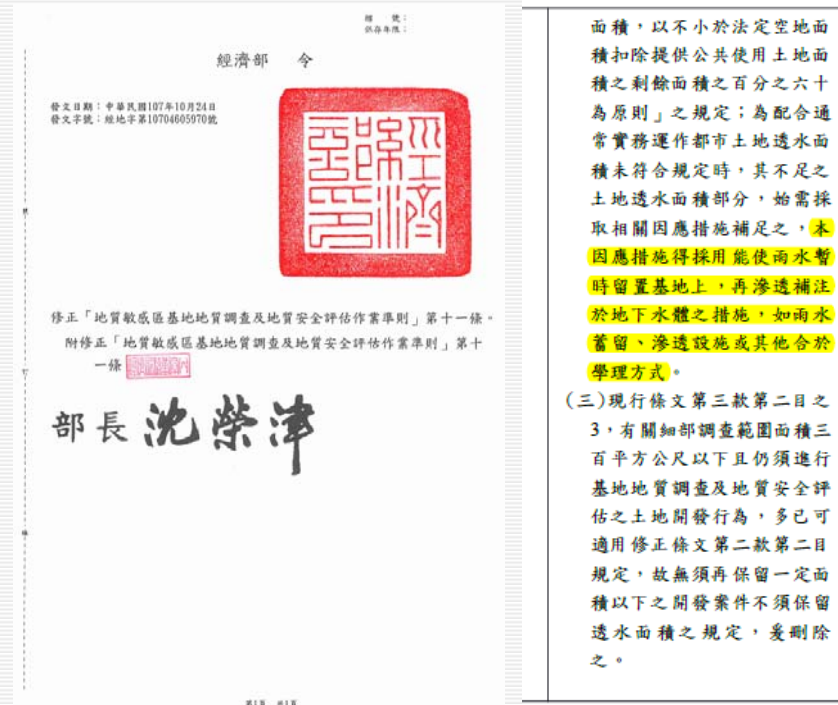 檔　　號：
保存年限：
經濟部　　令
發文日期：中華民國107年10月24日
發文字號：經地字第10704605970號
經濟部印
修正「地質敏感區基地地質調查及地質安全評估作業準則」第十一條。
附修正「地質敏感區基地地質調查及地質安全評估作業準則」第十
一條
部長 沈榮津
裝
訂
線
第1頁　共1頁
面積，以不小於法定空地面
積扣除提供公共使用土地面
積之剩餘面積之百分之六十
為原則」之規定；為配合通
常實務運作都市土地透水面
積未符合規定時，其不足之
土地透水面積部分，始需採
取相關因應措施補足之，本
因應措施得採用能使雨水暫
時留置基地上，再滲透補注
於地下水體之措施，如雨水
蓄留、滲透設施或其他合於
學理方式。
(三)現行條文第三款第二目之
3，有關細部調查範圍面積三
百平方公尺以下且仍須進行
基地地質調查及地質安全評
估之土地開發行為，多已可
適用修正條文第二款第二目
規定，故無須再保留一定面
積以下之開發案件不須保留
透水面積之規定，爰刪除
之。